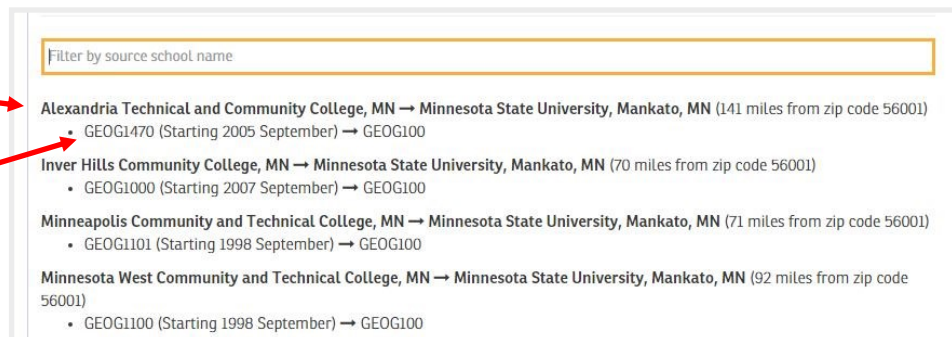 Filter by source school name
Alexandria Technical and Community College, MN → Minnesota State University, Mankato, MN (141 miles from zip code 56001)
• GEOG1470 (Starting 2005 September) → GEOG100
Inver Hills Community College, MN → Minnesota State University, Mankato, MN (70 miles from zip code 56001)
• GEOG1000 (Starting 2007 September) → GEOG100
Minneapolis Community and Technical College, MN → Minnesota State University, Mankato, MN (71 miles from zip code 56001)
• GEOG1101 (Starting 1998 September) → GEOG100
Minnesota West Community and Technical College, MN → Minnesota State University, Mankato, MN (92 miles from zip code
56001)
• GEOG1100 (Starting 1998 September) → GEOG100